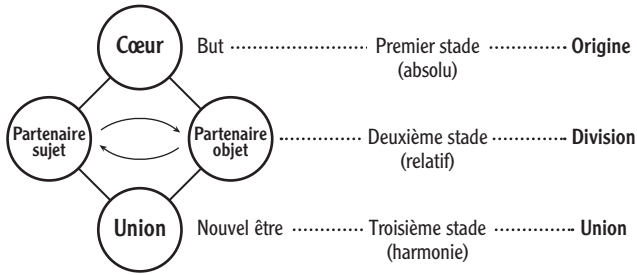 Cœur But Premier stade Origine
(absolu)
Partenaire sujet Partenaire objet Deuxième stade Division
(relatif)
Union Nouvel être Troisième stade Union
(harmonie)